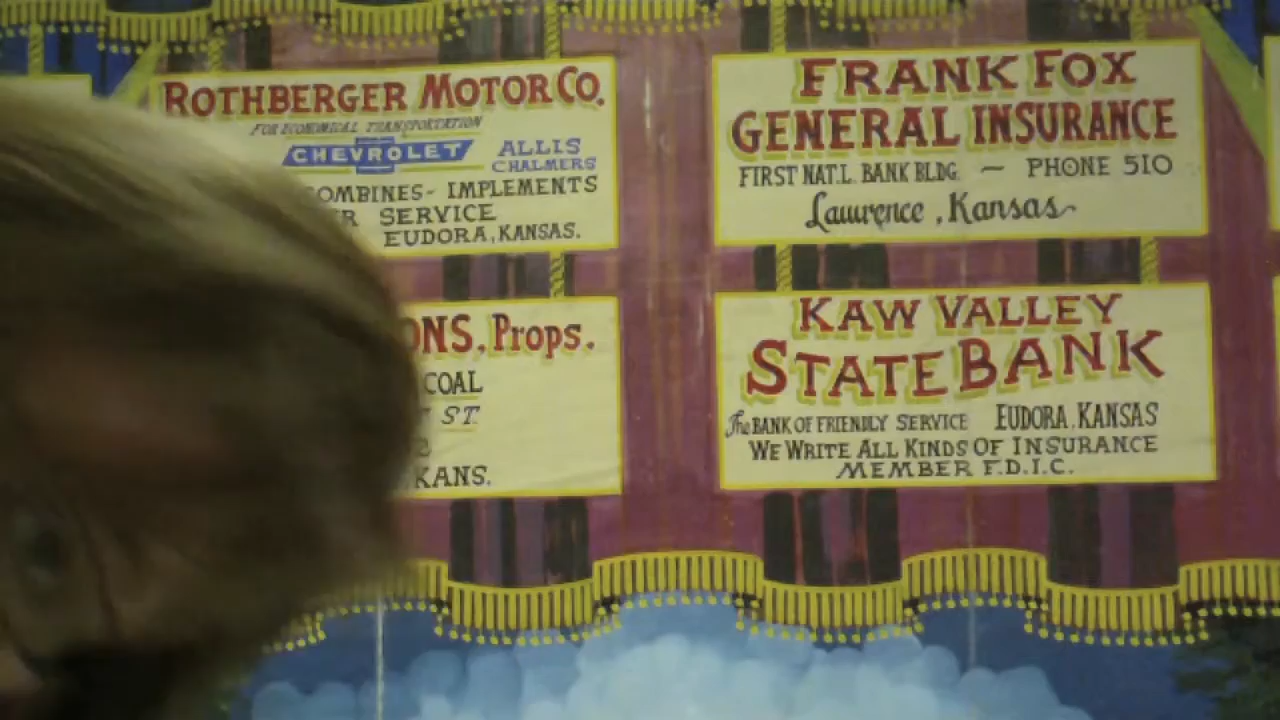 ROTHBERGER MOTOR CO.
FOR ECONOMICAL TRANSPORTATION
CHEVROLET
ALLIS
CHALMERS
COMBINES - IMPLEMENTS
SERVICE
EUDORA, KANSAS.
FRANK FOX
GENERAL INSURANCE
FIRST NAT.L. BANK BLDG. — PHONE 510
Lawrence, Kansas
ONS, Props.
COAL
ST.
KANS.
KAW VALLEY
STATE BANK
The BANK OF FRIENDLY SERVICE EUDORA, KANSAS
WE WRITE ALL KINDS OF INSURANCE
MEMBER F.D.I.C.